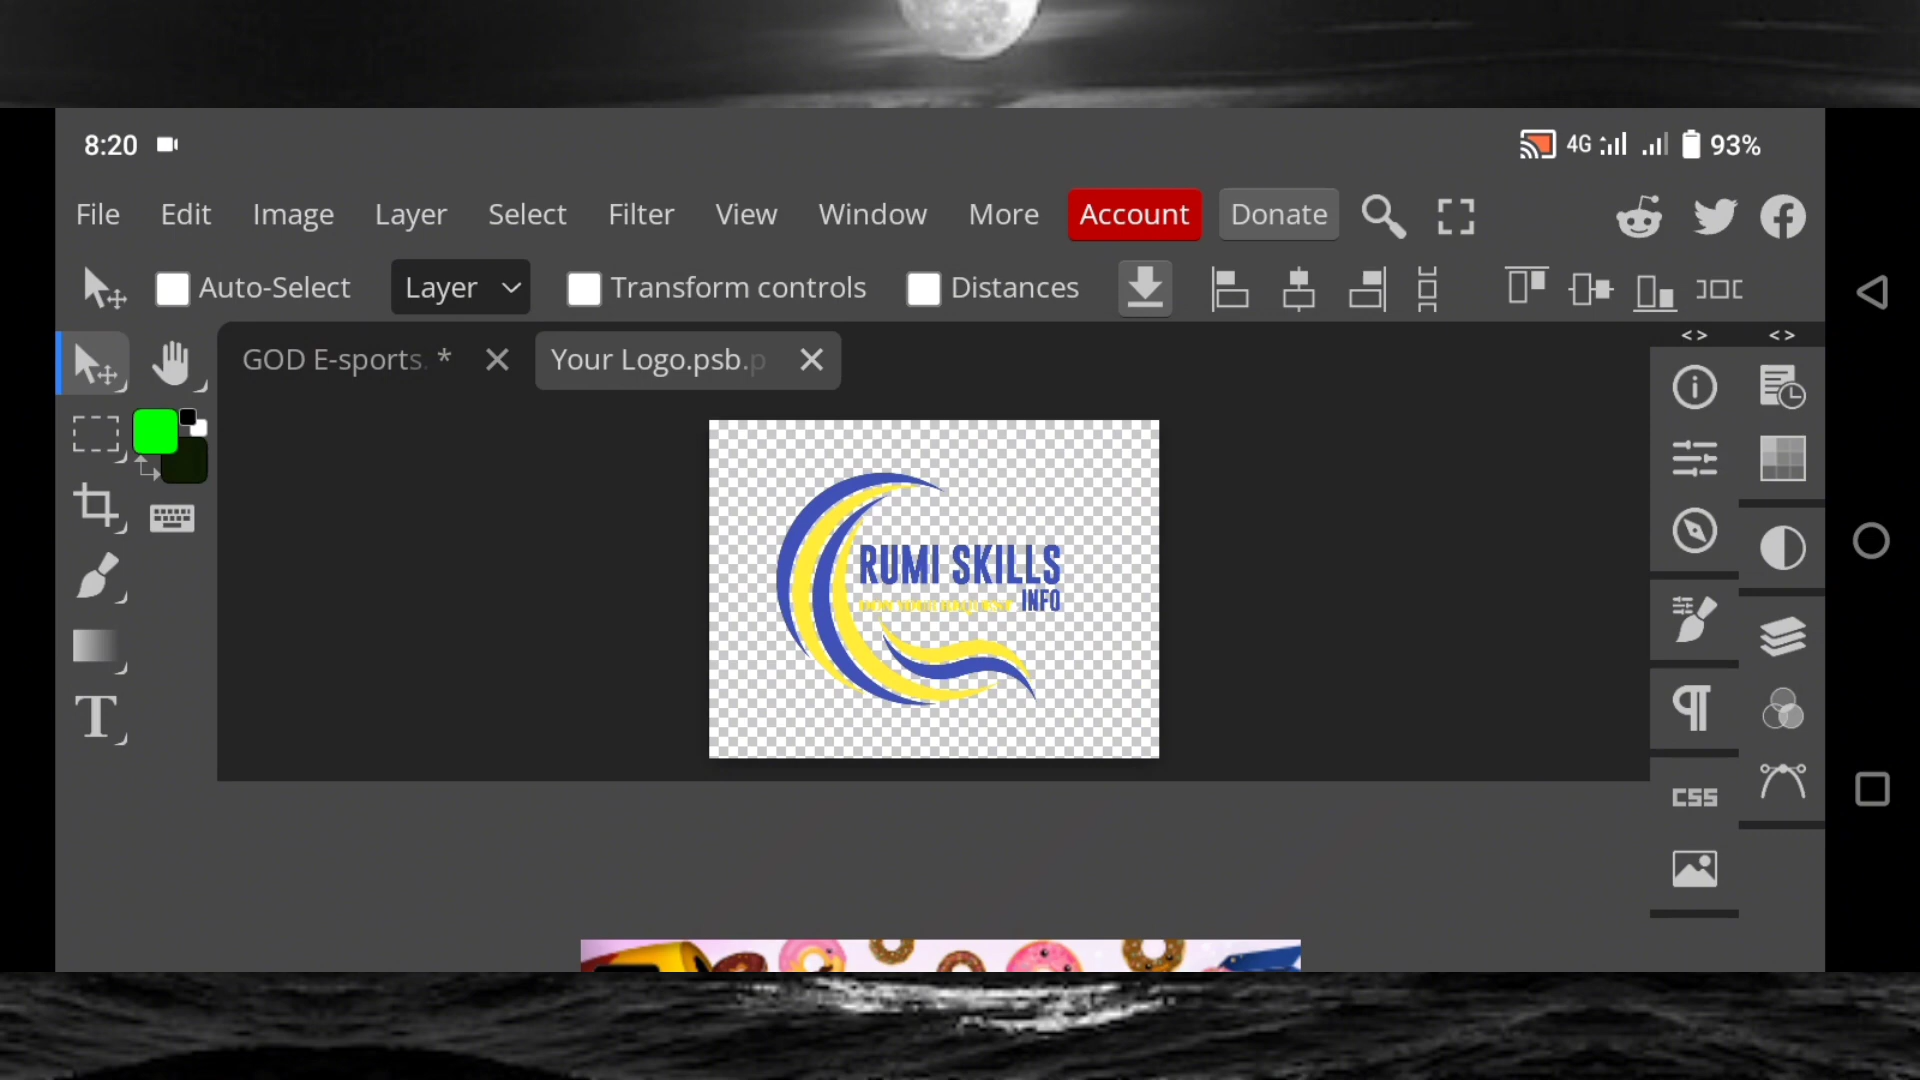 8:20
4G 93%
File Edit Image Layer Select Filter View Window More Account Donate
Auto-Select Layer Transform controls Distances
GOD E-sports. *
Your Logo.psb.p
RUMI SKILLS
INFO
T
CSS